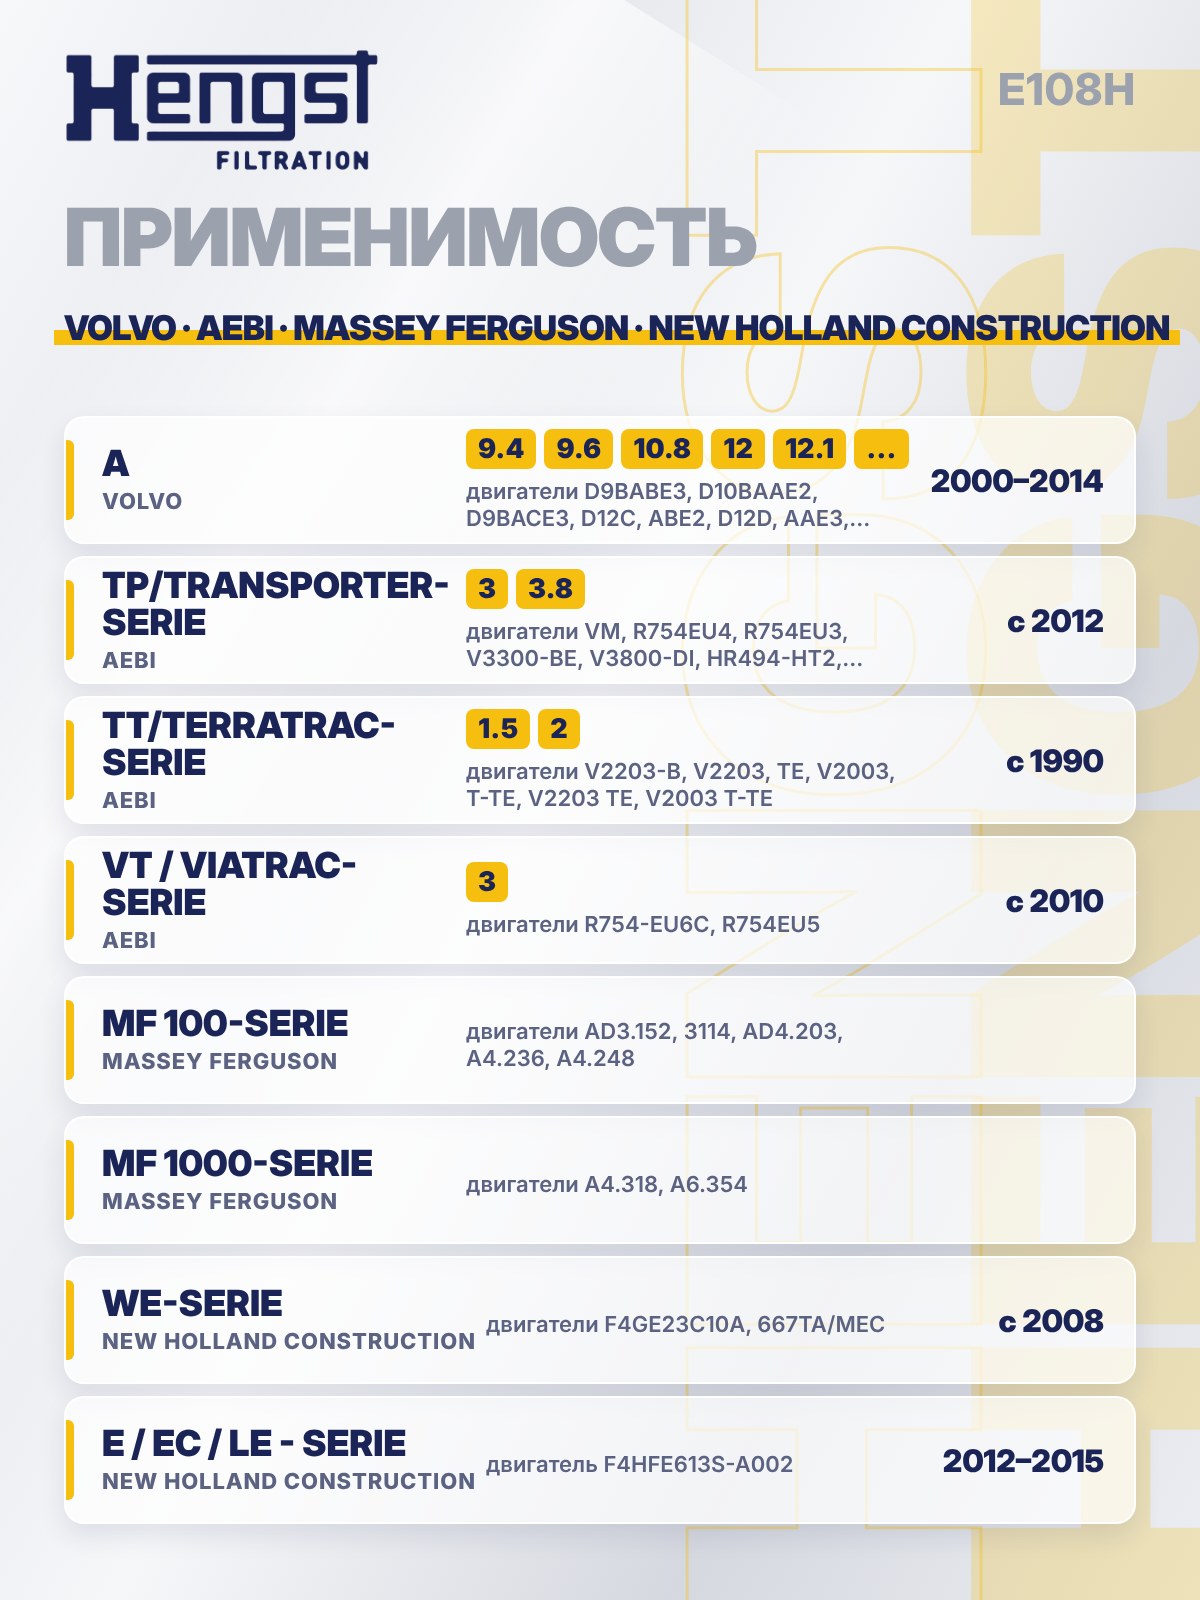 Hengst
FILTRATION
E108H
ПРИМЕНИМОСТЬ
VOLVO · AEBI · MASSEY FERGUSON · NEW HOLLAND CONSTRUCTION
A
VOLVO
9.4 9.6 10.8 12 12.1 ...
двигатели D9BABE3, D10BAAE2,
D9BACE3, D12C, ABE2, D12D, AAE3,...
2000–2014
TP/TRANSPORTER-
SERIE
AEBI
3 3.8
двигатели VM, R754EU4, R754EU3,
V3300-BE, V3800-DI, HR494-HT2,...
с 2012
TT/TERRATRAC-
SERIE
AEBI
1.5 2
двигатели V2203-B, V2203, TE, V2003,
T-TE, V2203 TE, V2003 T-TE
с 1990
VT / VIATRAC-
SERIE
AEBI
3
двигатели R754-EU6C, R754EU5
с 2010
MF 100-SERIE
MASSEY FERGUSON
двигатели AD3.152, 3114, AD4.203,
A4.236, A4.248
MF 1000-SERIE
MASSEY FERGUSON
двигатели A4.318, A6.354
WE-SERIE
NEW HOLLAND CONSTRUCTION
двигатели F4GE23C10A, 667TA/MEC
с 2008
E / EC / LE - SERIE
NEW HOLLAND CONSTRUCTION
двигатель F4HFE613S-A002
2012–2015